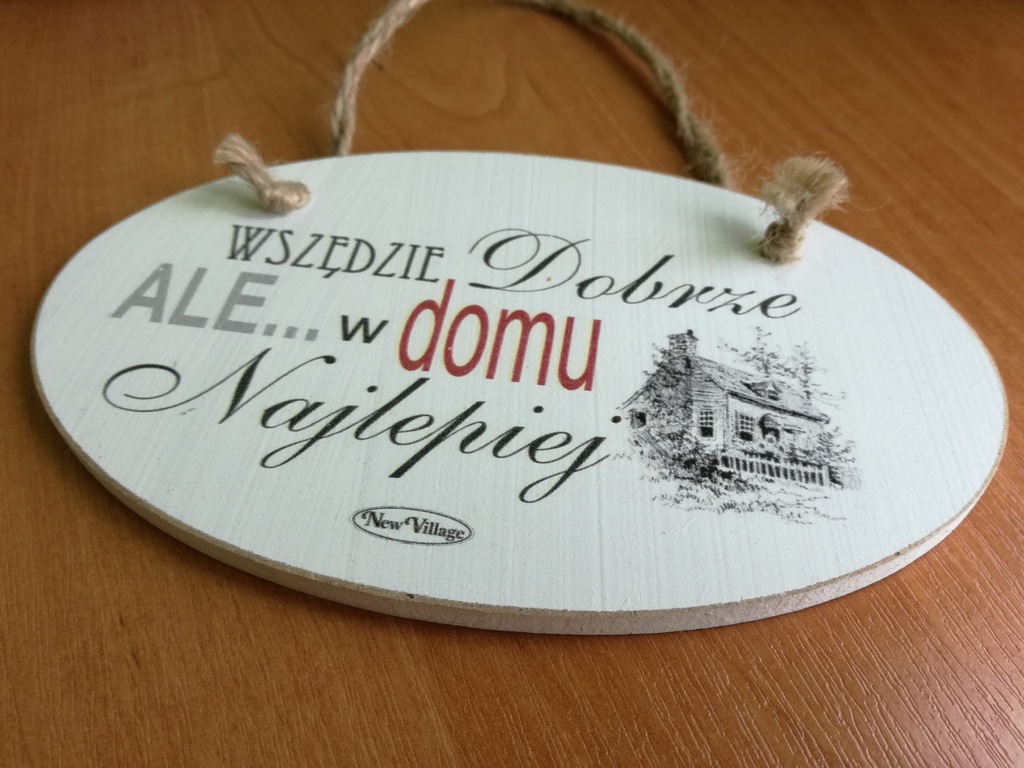 WSZĘDZIE Dobrze
ALE... w domu
Najlepiej
New Village